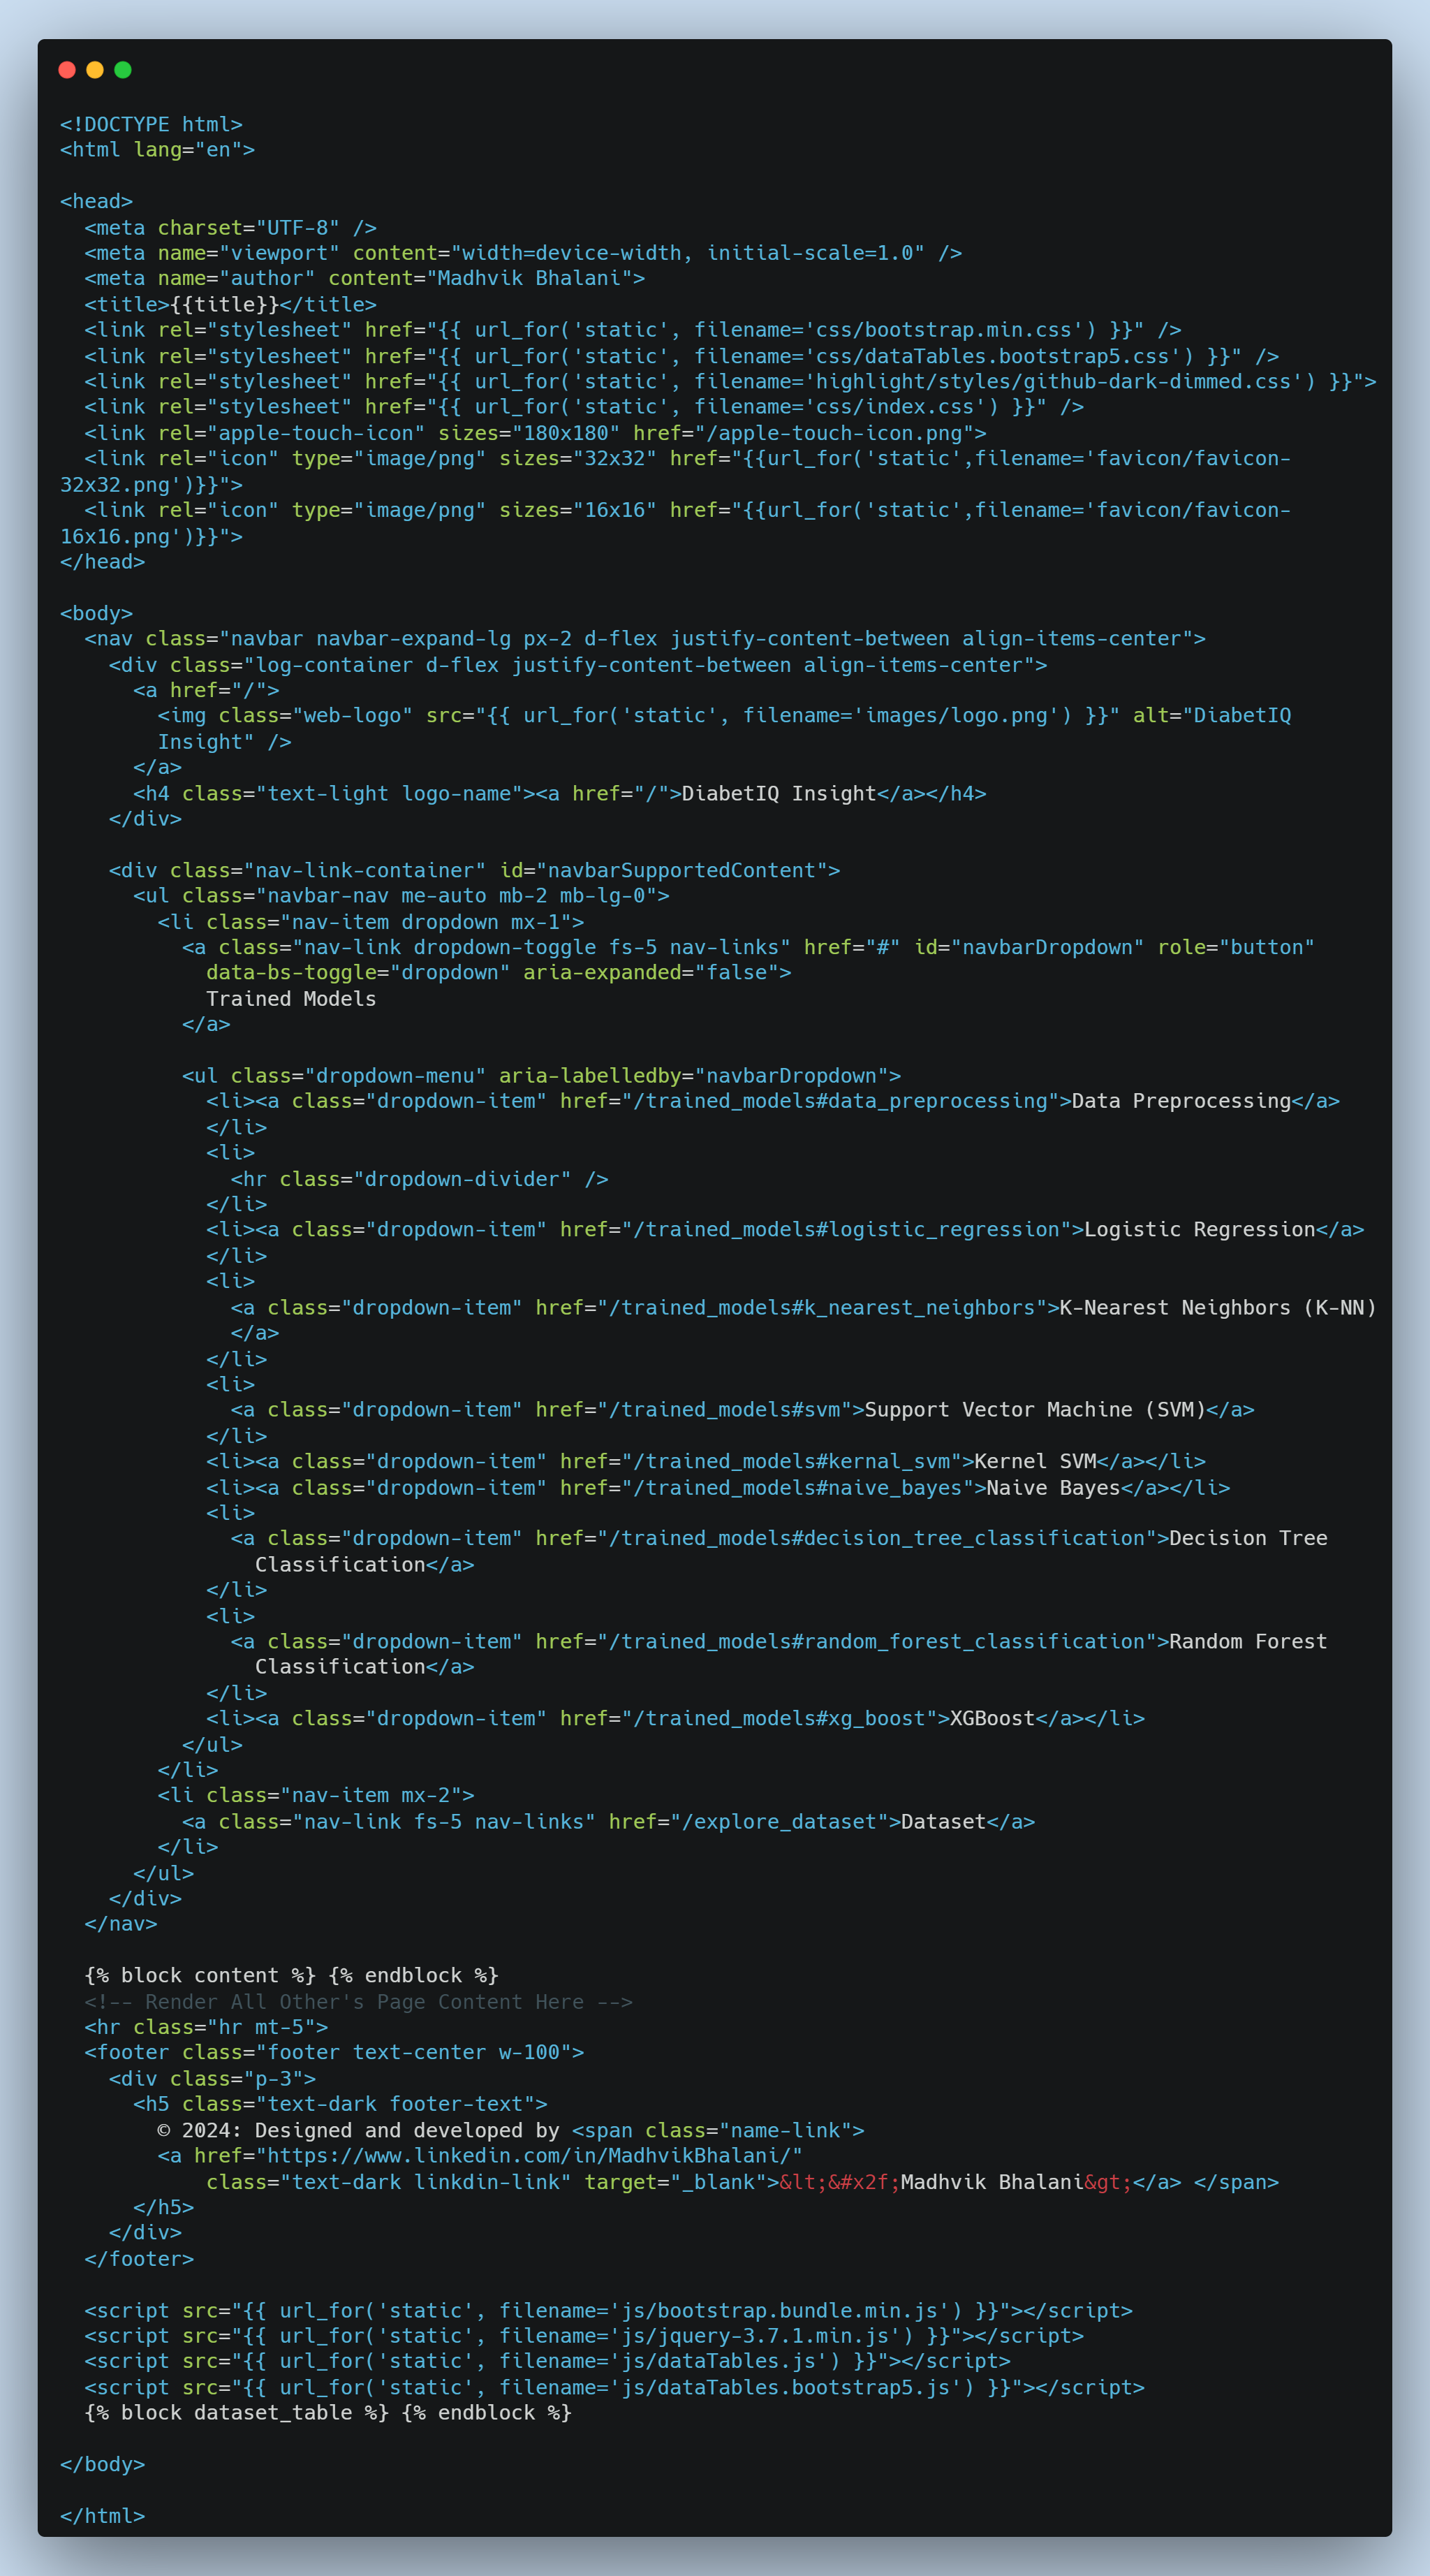 <!DOCTYPE html>
<html lang="en">

<head>
  <meta charset="UTF-8" />
  <meta name="viewport" content="width=device-width, initial-scale=1.0" />
  <meta name="author" content="Madhvik Bhalani">
  <title>{{title}}</title>
  <link rel="stylesheet" href="{{ url_for('static', filename='css/bootstrap.min.css') }}" />
  <link rel="stylesheet" href="{{ url_for('static', filename='css/dataTables.bootstrap5.css') }}" />
  <link rel="stylesheet" href="{{ url_for('static', filename='highlight/styles/github-dark-dimmed.css') }}">
  <link rel="stylesheet" href="{{ url_for('static', filename='css/index.css') }}" />
  <link rel="apple-touch-icon" sizes="180x180" href="/apple-touch-icon.png">
  <link rel="icon" type="image/png" sizes="32x32" href="{{url_for('static',filename='favicon/favicon-
32x32.png')}}">
  <link rel="icon" type="image/png" sizes="16x16" href="{{url_for('static',filename='favicon/favicon-
16x16.png')}}">
</head>

<body>
  <nav class="navbar navbar-expand-lg px-2 d-flex justify-content-between align-items-center">
    <div class="log-container d-flex justify-content-between align-items-center">
      <a href="/">
        <img class="web-logo" src="{{ url_for('static', filename='images/logo.png') }}" alt="DiabetIQ
        Insight" />
      </a>
      <h4 class="text-light logo-name"><a href="/">DiabetIQ Insight</a></h4>
    </div>

    <div class="nav-link-container" id="navbarSupportedContent">
      <ul class="navbar-nav me-auto mb-2 mb-lg-0">
        <li class="nav-item dropdown mx-1">
          <a class="nav-link dropdown-toggle fs-5 nav-links" href="#" id="navbarDropdown" role="button"
            data-bs-toggle="dropdown" aria-expanded="false">
            Trained Models
          </a>

          <ul class="dropdown-menu" aria-labelledby="navbarDropdown">
            <li><a class="dropdown-item" href="/trained_models#data_preprocessing">Data Preprocessing</a>
            </li>
            <li>
              <hr class="dropdown-divider" />
            </li>
            <li><a class="dropdown-item" href="/trained_models#logistic_regression">Logistic Regression</a>
            </li>
            <li>
              <a class="dropdown-item" href="/trained_models#k_nearest_neighbors">K-Nearest Neighbors (K-NN)
              </a>
            </li>
            <li>
              <a class="dropdown-item" href="/trained_models#svm">Support Vector Machine (SVM)</a>
            </li>
            <li><a class="dropdown-item" href="/trained_models#kernal_svm">Kernel SVM</a></li>
            <li><a class="dropdown-item" href="/trained_models#naive_bayes">Naive Bayes</a></li>
            <li>
              <a class="dropdown-item" href="/trained_models#decision_tree_classification">Decision Tree
                Classification</a>
            </li>
            <li>
              <a class="dropdown-item" href="/trained_models#random_forest_classification">Random Forest
                Classification</a>
            </li>
            <li><a class="dropdown-item" href="/trained_models#xg_boost">XGBoost</a></li>
          </ul>
        </li>
        <li class="nav-item mx-2">
          <a class="nav-link fs-5 nav-links" href="/explore_dataset">Dataset</a>
        </li>
      </ul>
    </div>
  </nav>

  {% block content %} {% endblock %}
  <!-- Render All Other's Page Content Here -->
  <hr class="hr mt-5">
  <footer class="footer text-center w-100">
    <div class="p-3">
      <h5 class="text-dark footer-text">
        © 2024: Designed and developed by <span class="name-link">
        <a href="https://www.linkedin.com/in/MadhvikBhalani/"
            class="text-dark linkdin-link" target="_blank">&lt;&#x2f;Madhvik Bhalani&gt;</a> </span>
      </h5>
    </div>
  </footer>

  <script src="{{ url_for('static', filename='js/bootstrap.bundle.min.js') }}"></script>
  <script src="{{ url_for('static', filename='js/jquery-3.7.1.min.js') }}"></script>
  <script src="{{ url_for('static', filename='js/dataTables.js') }}"></script>
  <script src="{{ url_for('static', filename='js/dataTables.bootstrap5.js') }}"></script>
  {% block dataset_table %} {% endblock %}

</body>

</html>